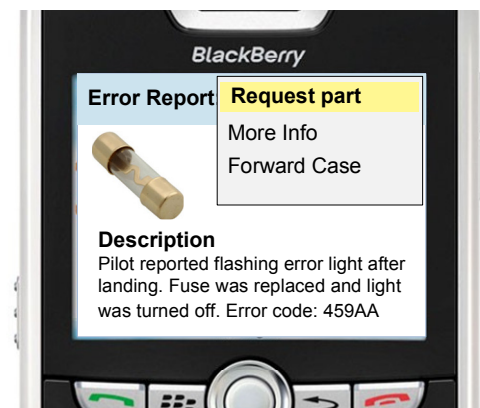 BlackBerry
Error Report
Request part
More Info
Forward Case
Description
Pilot reported flashing error light after
landing. Fuse was replaced and light
was turned off. Error code: 459AA